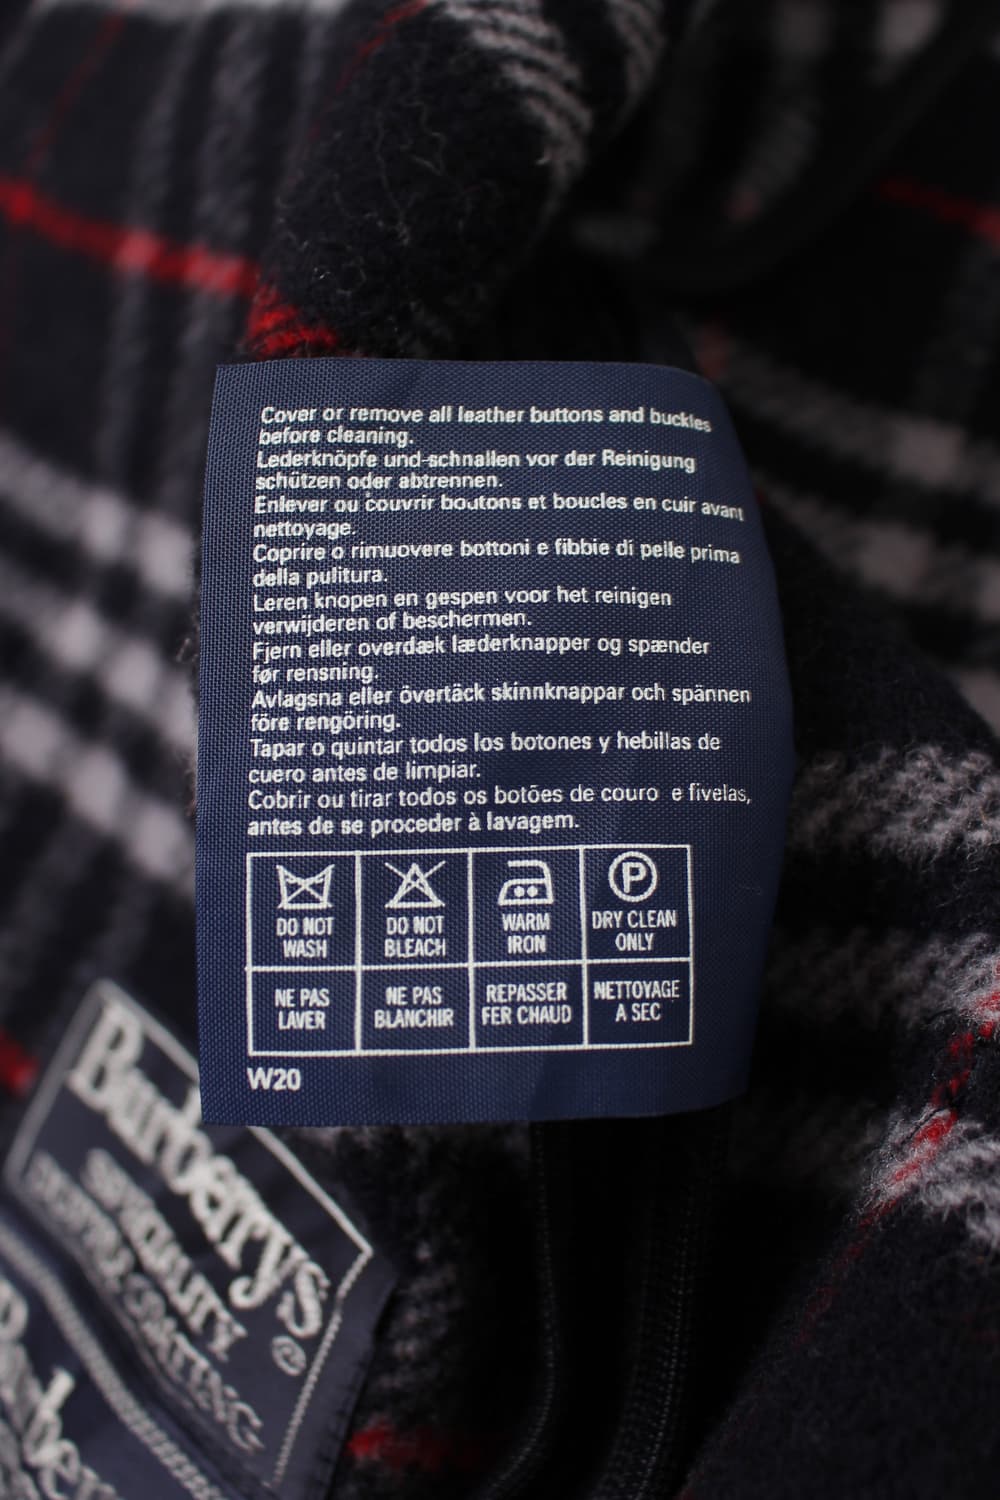 Cover or remove all leather buttons and buckles
before cleaning.
Lederknöpfe und-schnallen vor der Reinigung
schützen oder abtrennen.
Enlever ou couvrir boutons et boucles en cuir avant
nettoyage.
Coprire o rimuovere bottoni e fibbie di pelle prima
della pulitura.
Leren knopen en gespen voor het reinigen
verwijderen of beschermen.
Fjern eller overdæk læderknapper og spænder
før rensning.
Avlagsna eller övertäck skinnknappar och spännen
före rengöring.
Tapar o quintar todos los botones y hebillas de
cuero antes de limpiar.
Cobrir ou tirar todos os botões de couro e fivelas,
antes de se proceder à lavagem.
P
DO NOT WASH
DO NOT BLEACH
WARM IRON
DRY CLEAN ONLY
NE PAS LAVER
NE PAS BLANCHIR
REPASSER FER CHAUD
NETTOYAGE A SEC
W20
Burberrys